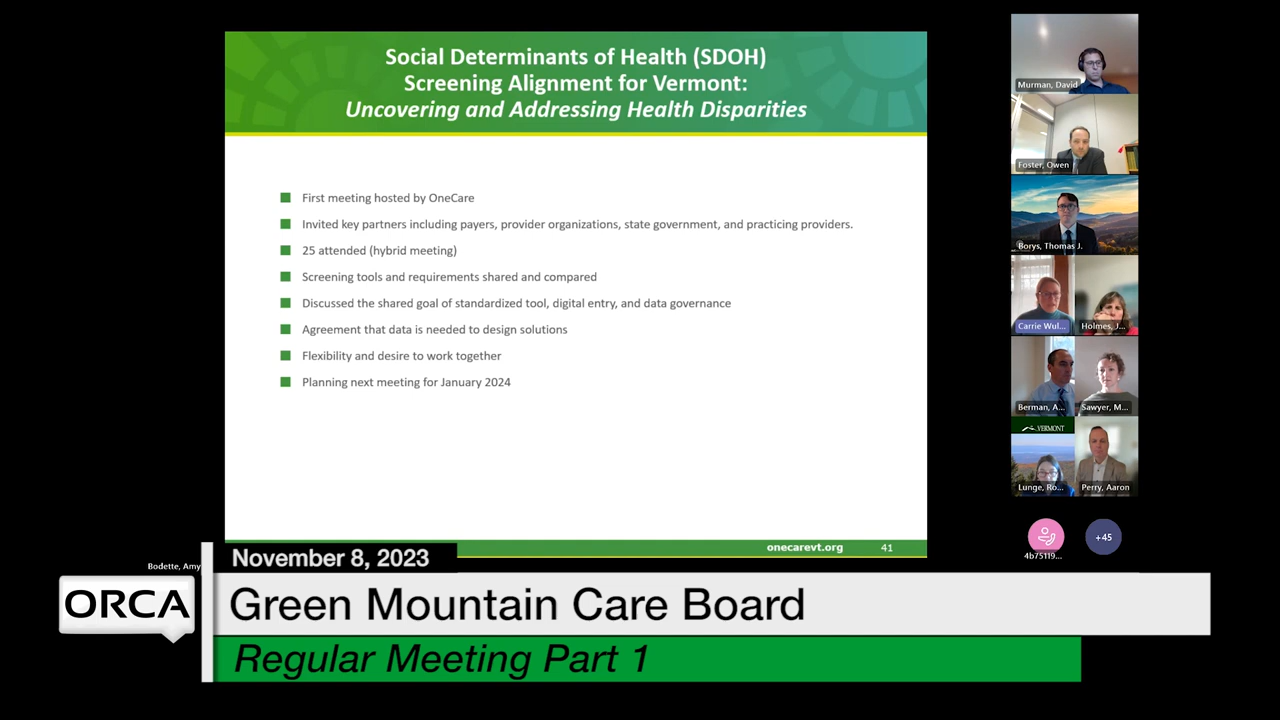 Social Determinants of Health (SDOH)
Screening Alignment for Vermont:
Uncovering and Addressing Health Disparities
First meeting hosted by OneCare
Invited key partners including payers, provider organizations, state government, and practicing providers.
25 attended (hybrid meeting)
Screening tools and requirements shared and compared
Discussed the shared goal of standardized tool, digital entry, and data governance
Agreement that data is needed to design solutions
Flexibility and desire to work together
Planning next meeting for January 2024
onecarevt.org 41
Murman, David
Foster, Owen
Borys, Thomas J.
Carrie Wul... Holmes, J...
Berman, A... Sawyer, M...
VERMONT
Lunge, Ro... Perry, Aaron
+45
4b75119...
Bodette, Amy
November 8, 2023
ORCA
Green Mountain Care Board
Regular Meeting Part 1